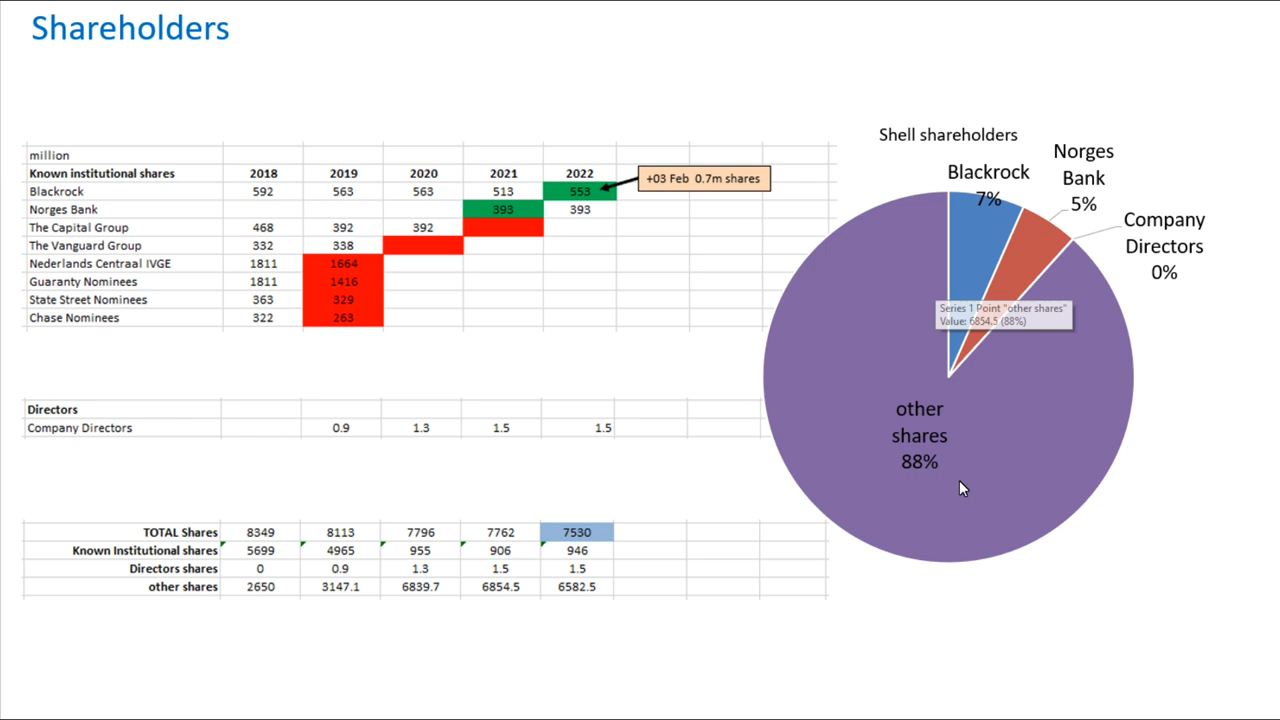 Shareholders
million
Known institutional shares 2018 2019 2020 2021 2022
Blackrock 592 563 563 513 553
+03 Feb 0.7m shares
Norges Bank 393 393
The Capital Group 468 392 392
The Vanguard Group 332 338
Nederlands Centraal IVGE 1811 1664
Guaranty Nominees 1811 1416
State Street Nominees 363 329
Chase Nominees 322 263
Directors
Company Directors 0.9 1.3 1.5 1.5
TOTAL Shares 8349 8113 7796 7762 7530
Known Institutional shares 5699 4965 955 906 946
Directors shares 0 0.9 1.3 1.5 1.5
other shares 2650 3147.1 6839.7 6854.5 6582.5
Shell shareholders
Blackrock
7%
Norges
Bank
5%
Company
Directors
0%
Series 1 Point "other shares"
Value: 6854.5 (88%)
other
shares
88%